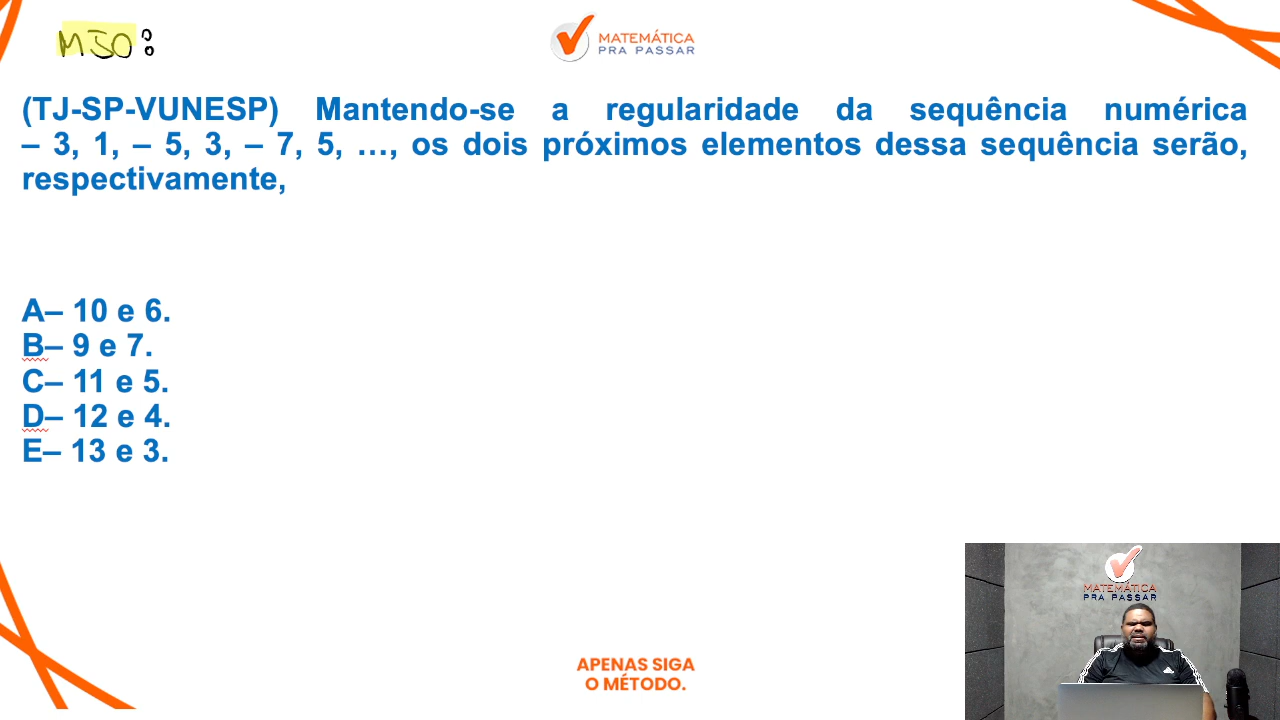 MJO:
MATEMÁTICA
PRA PASSAR
(TJ-SP-VUNESP) Mantendo-se a regularidade da sequência numérica
– 3, 1, – 5, 3, – 7, 5, …, os dois próximos elementos dessa sequência serão,
respectivamente,
A– 10 e 6.
B– 9 e 7.
C– 11 e 5.
D– 12 e 4.
E– 13 e 3.
MATEMÁTICA
PRA PASSAR
APENAS SIGA
O MÉTODO.